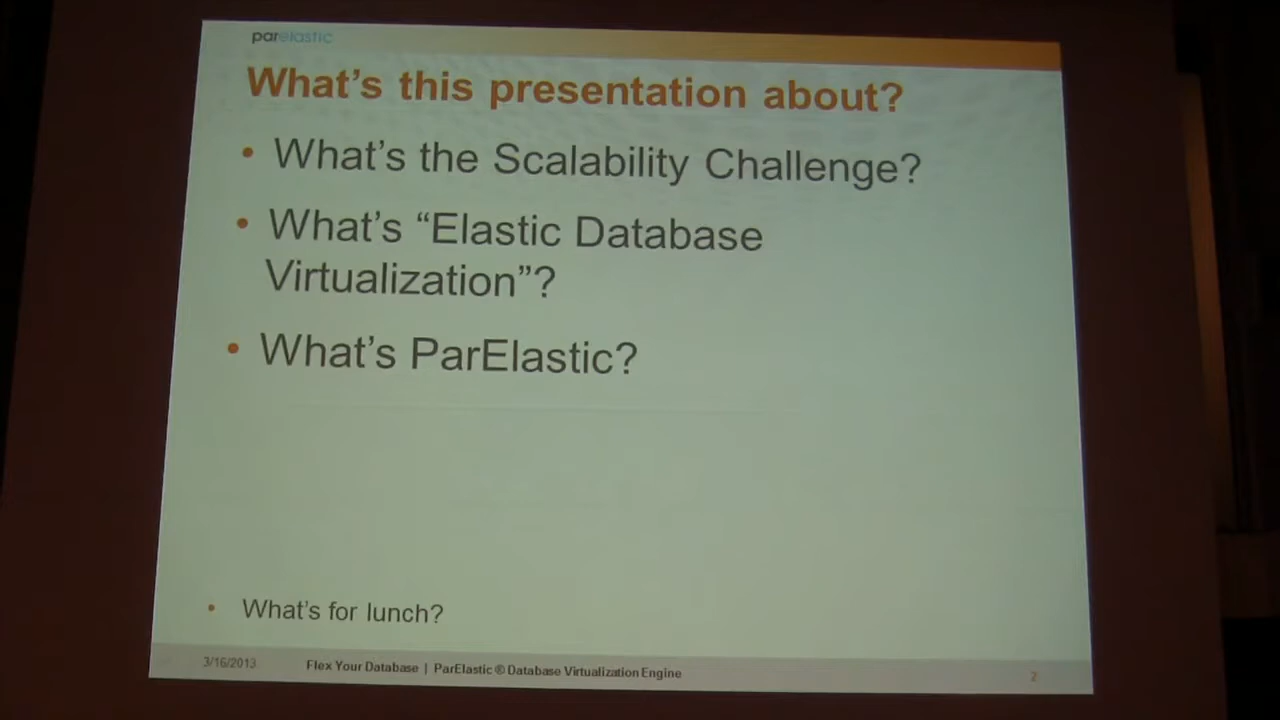 parelastic
What's this presentation about?
• What's the Scalability Challenge?
• What's “Elastic Database
Virtualization”?
• What's ParElastic?
• What's for lunch?
3/16/2013 Flex Your Database | ParElastic ® Database Virtualization Engine 2